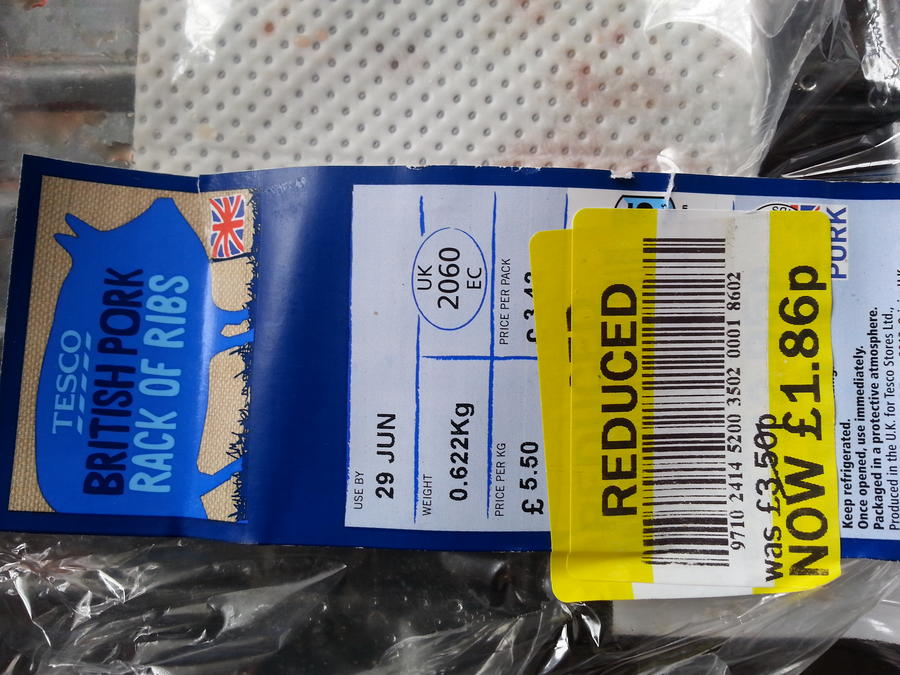 TESCO
BRITISH PORK
RACK OF RIBS
USE BY
29 JUN
WEIGHT
0.622Kg
UK
2060
EC
PRICE PER KG
£ 5.50
PRICE PER PACK
REDUCED
9710 2414 5200 3502 0001 8602
was £3.50p
NOW £1.86p
PORK
Keep refrigerated.
Once opened, use immediately.
Packaged in a protective atmosphere.
Produced in the U.K. for Tesco Stores Ltd.,